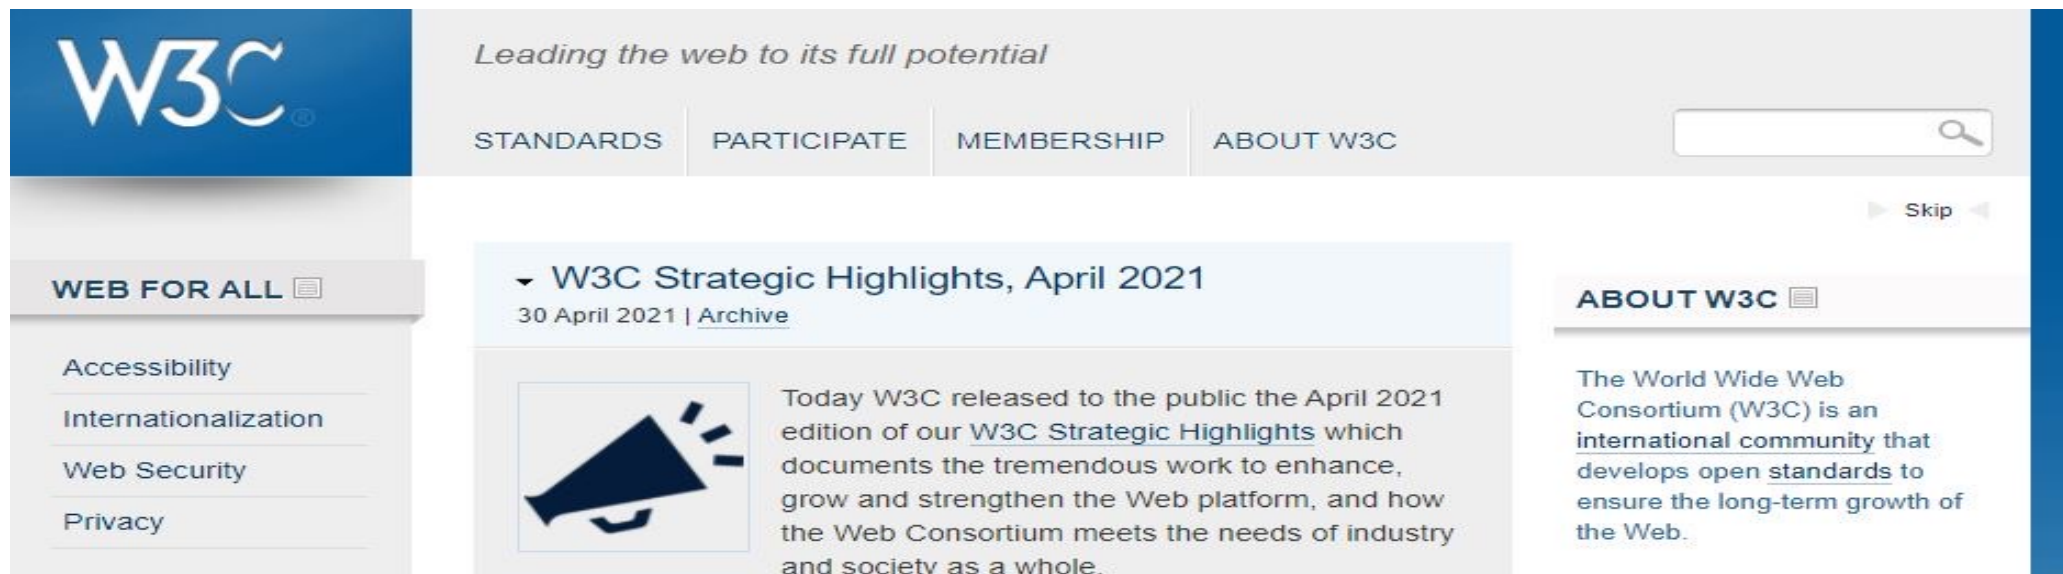 W3C®
Leading the web to its full potential
STANDARDS
PARTICIPATE
MEMBERSHIP
ABOUT W3C
Skip
WEB FOR ALL
Accessibility
Internationalization
Web Security
Privacy
W3C Strategic Highlights, April 2021
30 April 2021 | Archive
Today W3C released to the public the April 2021
edition of our W3C Strategic Highlights which
documents the tremendous work to enhance,
grow and strengthen the Web platform, and how
the Web Consortium meets the needs of industry
and society as a whole.
ABOUT W3C
The World Wide Web
Consortium (W3C) is an
international community that
develops open standards to
ensure the long-term growth of
the Web.